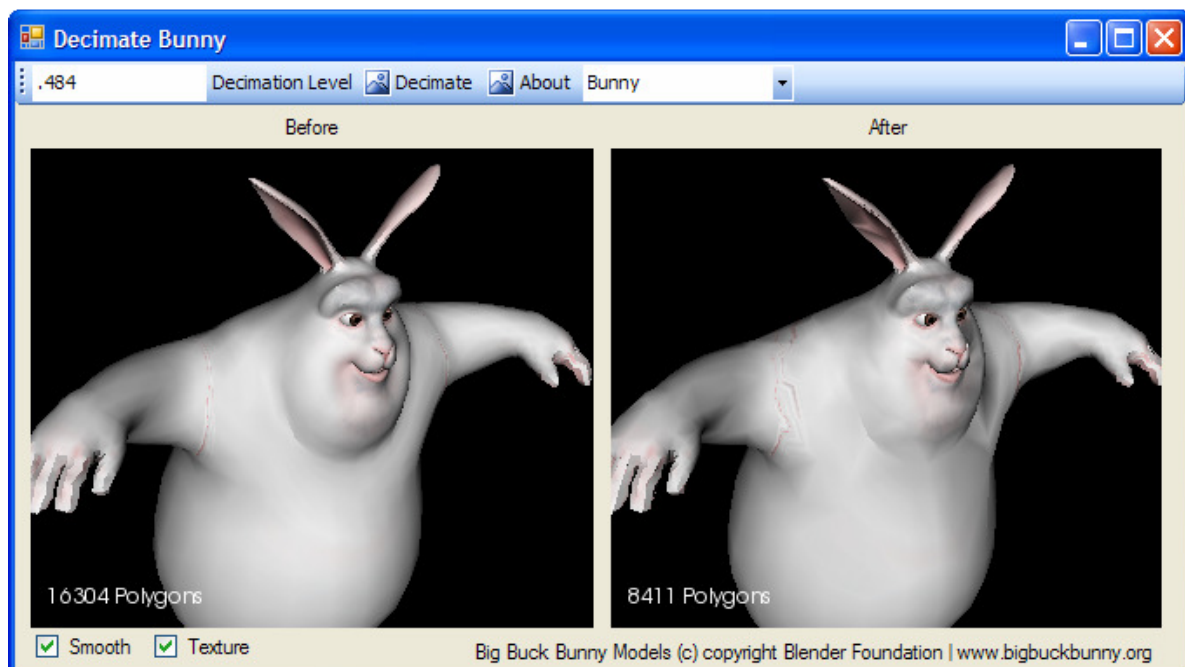 Decimate Bunny
.484 Decimation Level Decimate About Bunny
Before After
16304 Polygons 8411 Polygons
Smooth Texture Big Buck Bunny Models (c) copyright Blender Foundation | www.bigbuckbunny.org